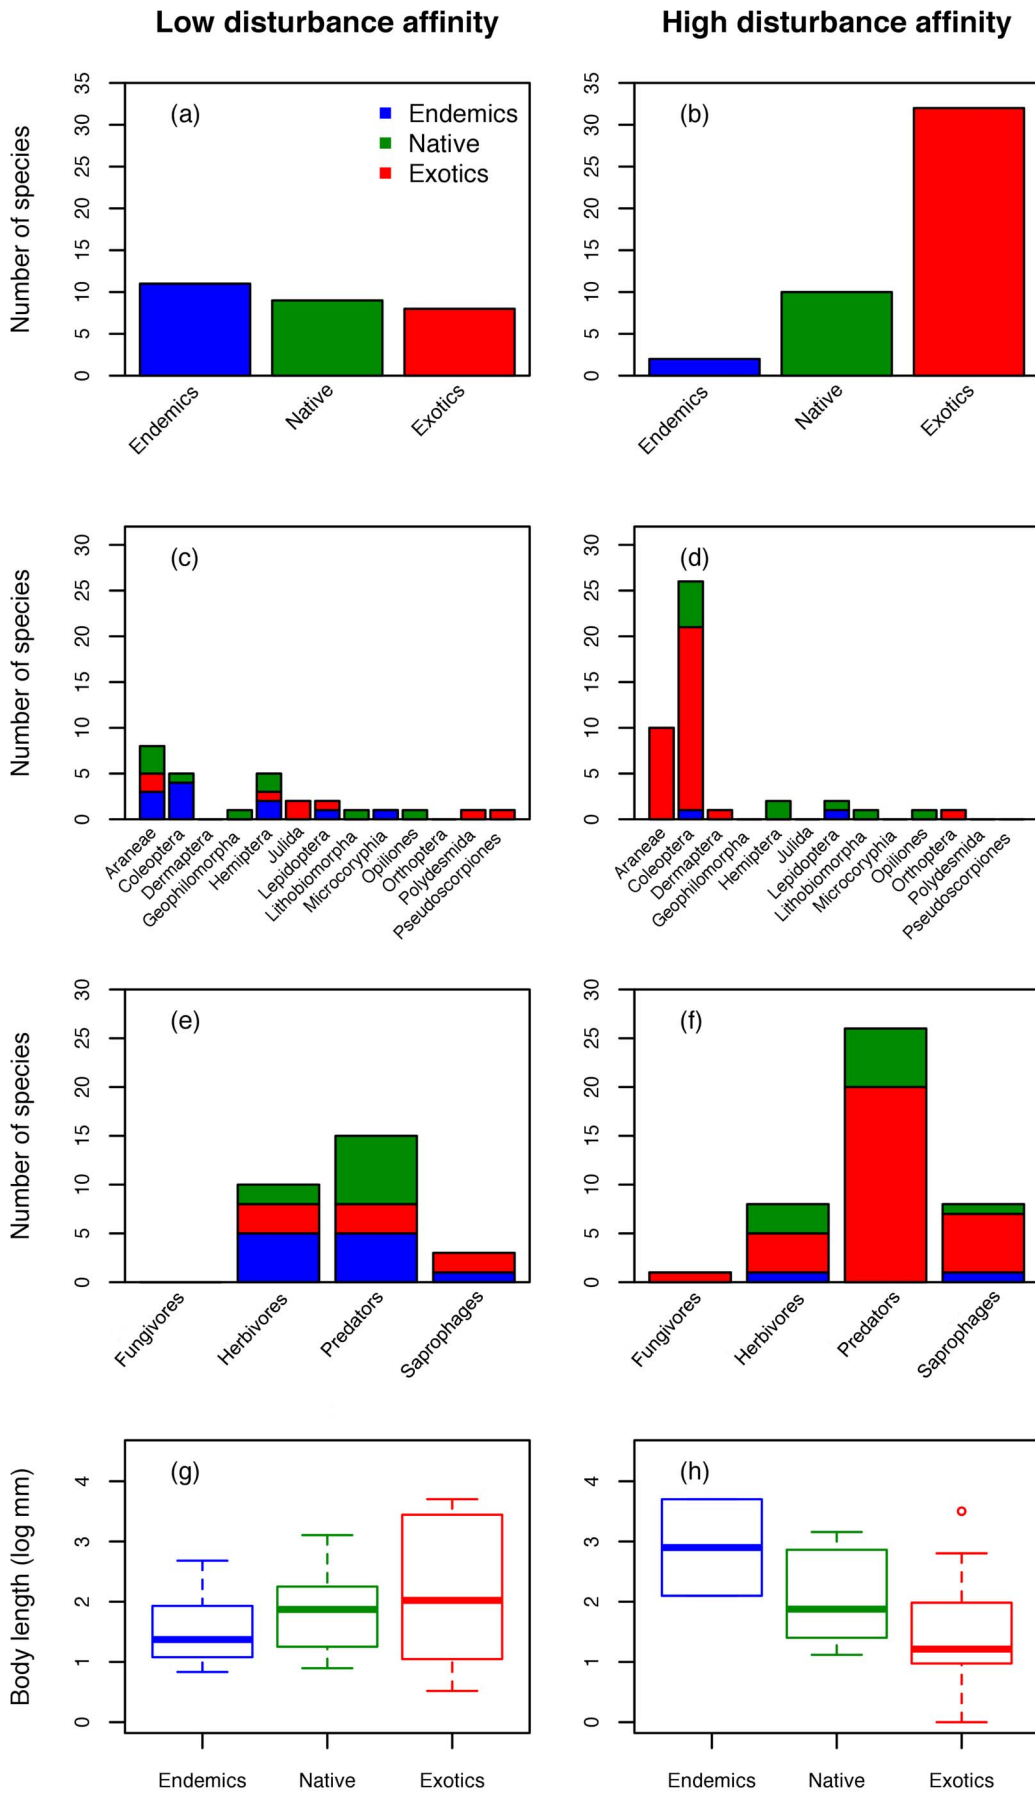 Low disturbance affinity
High disturbance affinity
Number of species
0 5 10 15 20 25 30 35
(a)
Endemics
Native
Exotics
Endemics
Native
Exotics
0 5 10 15 20 25 30 35
(b)
Endemics
Native
Exotics
Number of species
0 5 10 15 20 25 30
(c)
Araneae
Coleoptera
Dermaptera
Geophilomorpha
Hemiptera
Julida
Lepidoptera
Lithobiomorpha
Microcoryphia
Opiliones
Orthoptera
Polydesmida
Pseudoscorpiones
0 5 10 15 20 25 30
(d)
Araneae
Coleoptera
Dermaptera
Geophilomorpha
Hemiptera
Julida
Lepidoptera
Lithobiomorpha
Microcoryphia
Opiliones
Orthoptera
Polydesmida
Pseudoscorpiones
Number of species
0 5 10 15 20 25 30
(e)
Fungivores
Herbivores
Predators
Saprophages
0 5 10 15 20 25 30
(f)
Fungivores
Herbivores
Predators
Saprophages
Body length (log mm)
0 1 2 3 4
(g)
Endemics
Native
Exotics
0 1 2 3 4
(h)
Endemics
Native
Exotics